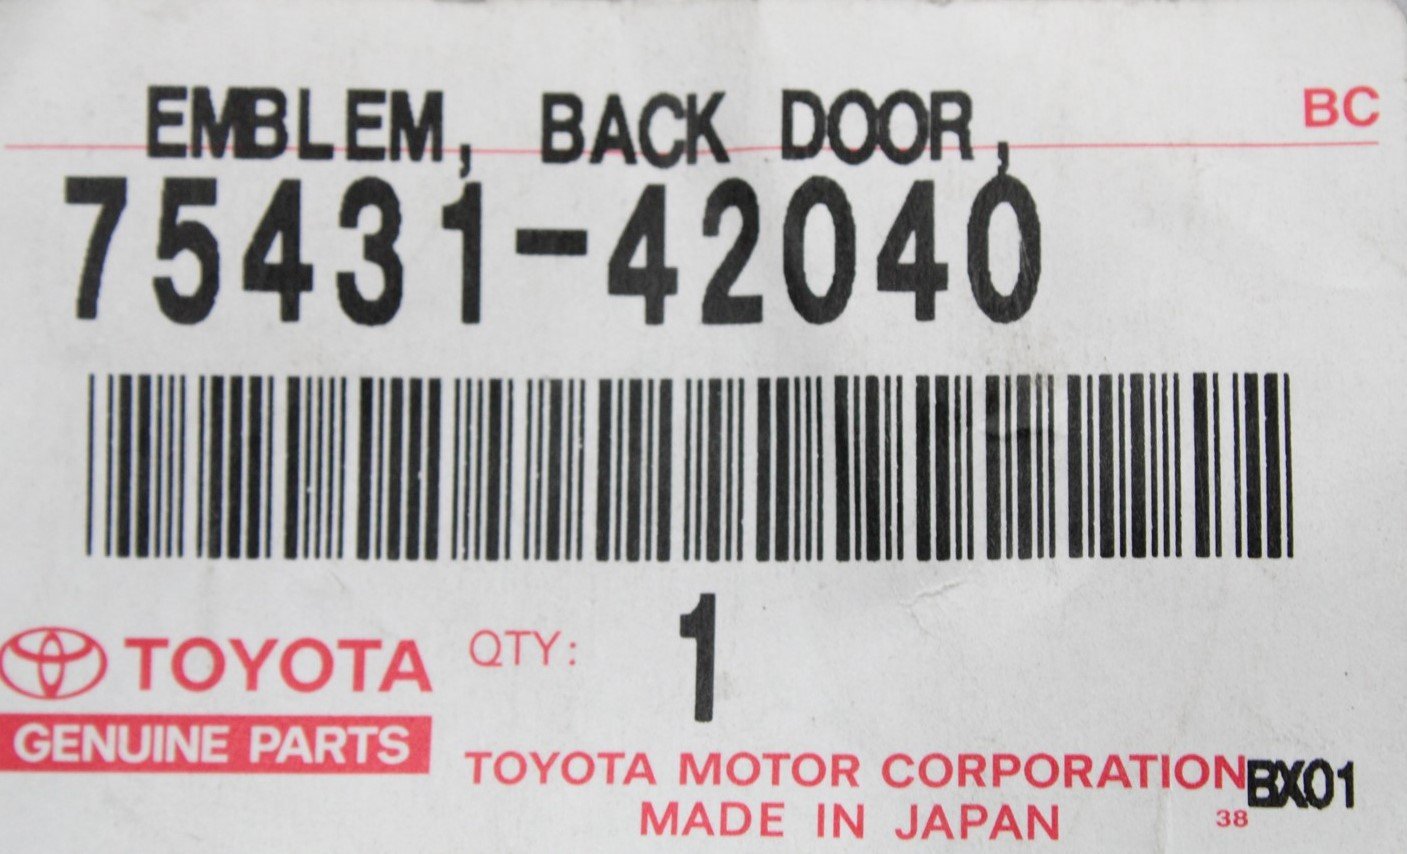 BC
EMBLEM, BACK DOOR,
75431-42040
QTY: 1
TOYOTA
GENUINE PARTS
TOYOTA MOTOR CORPORATION BX01
MADE IN JAPAN 38